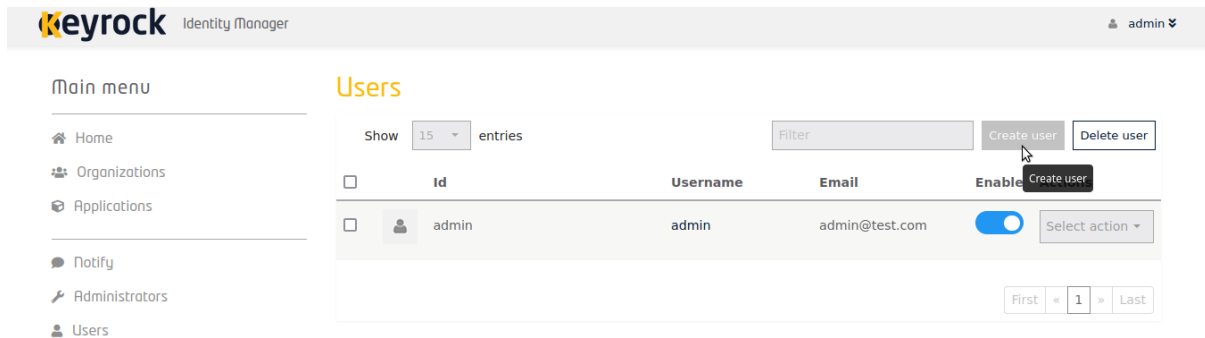 Keyrock Identity Manager admin
Main menu
Home
Organizations
Applications
Notify
Administrators
Users
Users
Show 15 entries Filter Create user Delete user
Create user
Id Username Email Enable
admin admin admin@test.com Select action
First « 1 » Last